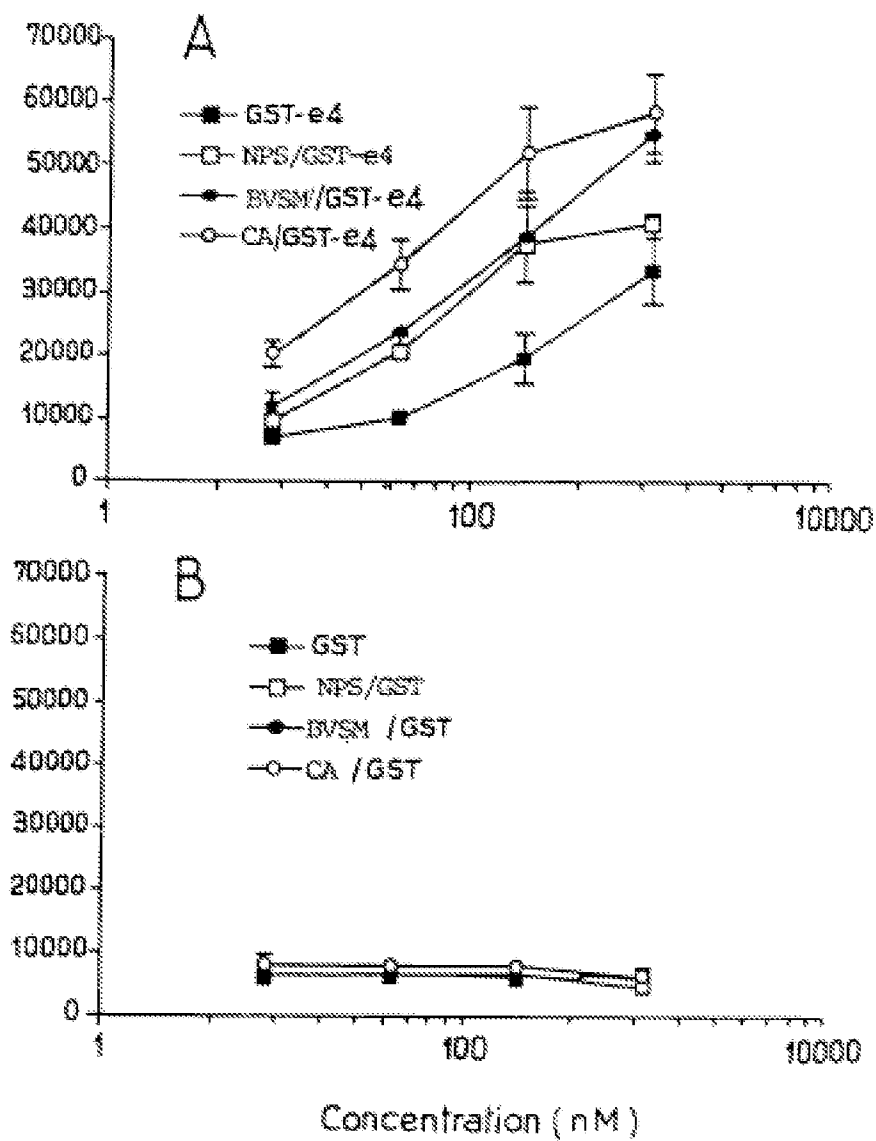 A
70000
60000
50000
40000
30000
20000
10000
0
GST-e4
NPS/GST-e4
BVSM/GST-e4
CA/GST-e4
1
100
10000
B
70000
60000
50000
40000
30000
20000
10000
0
GST
NPS/GST
BVSM /GST
CA /GST
1
100
10000
Concentration (nM)